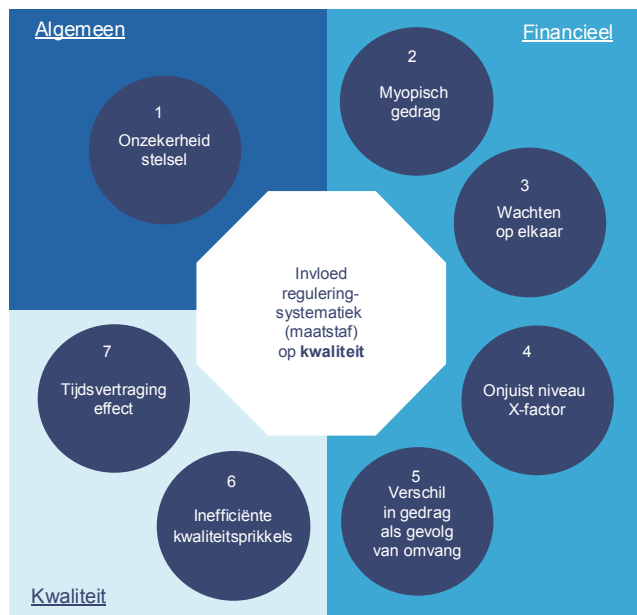 Algemeen
Financieel
1
Onzekerheid
stelsel
2
Myopisch
gedrag
3
Wachten
op elkaar
Invloed
regulering-
systematiek
(maatstaf)
op kwaliteit
4
Onjuist niveau
X-factor
5
Verschil
in gedrag
als gevolg
van omvang
6
Inefficiënte
kwaliteitsprikkels
7
Tijdsvertraging
effect
Kwaliteit